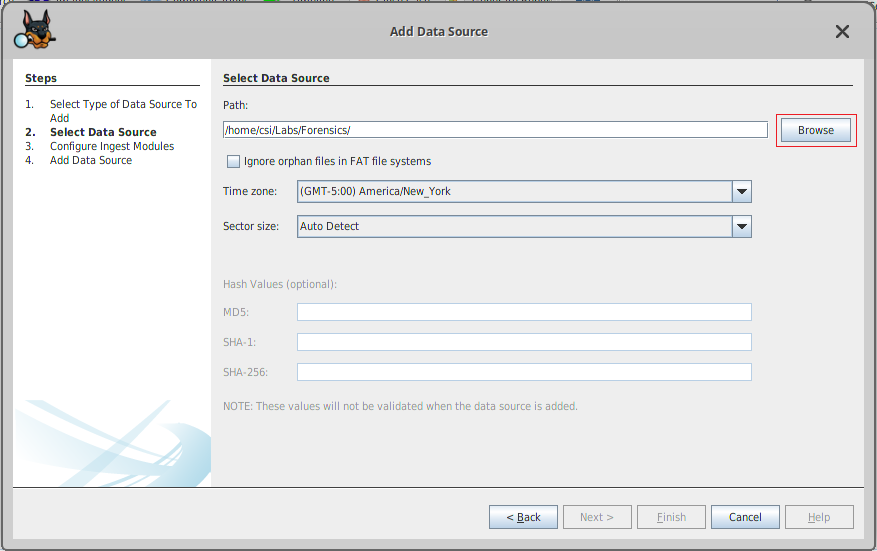 Add Data Source
Steps
1. Select Type of Data Source To
Add
2. Select Data Source
3. Configure Ingest Modules
4. Add Data Source
Select Data Source
Path:
/home/csi/Labs/Forensics/
Browse
Ignore orphan files in FAT file systems
Time zone: (GMT-5:00) America/New_York
Sector size: Auto Detect
Hash Values (optional):
MD5:
SHA-1:
SHA-256:
NOTE: These values will not be validated when the data source is added.
< Back Next > Finish Cancel Help